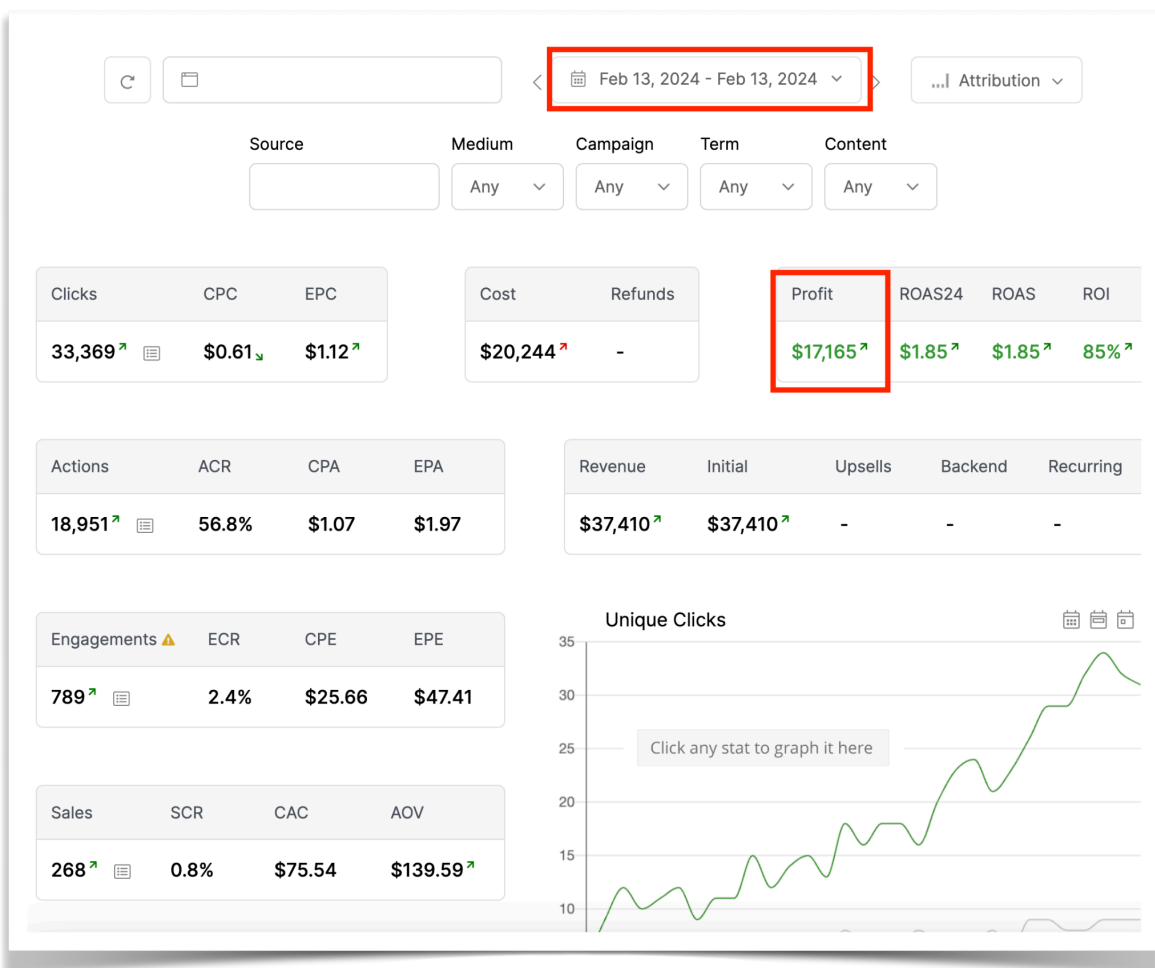 Feb 13, 2024 - Feb 13, 2024
Attribution
Source Medium Campaign Term Content
Any Any Any Any
Clicks CPC EPC
33,369 $0.61 $1.12
Cost Refunds
$20,244 -
Profit ROAS24 ROAS ROI
$17,165 $1.85 $1.85 85%
Actions ACR CPA EPA
18,951 56.8% $1.07 $1.97
Revenue Initial Upsells Backend Recurring
$37,410 $37,410 - - -
Engagements ECR CPE EPE
789 2.4% $25.66 $47.41
Sales SCR CAC AOV
268 0.8% $75.54 $139.59
Unique Clicks
35
30
25
Click any stat to graph it here
20
15
10